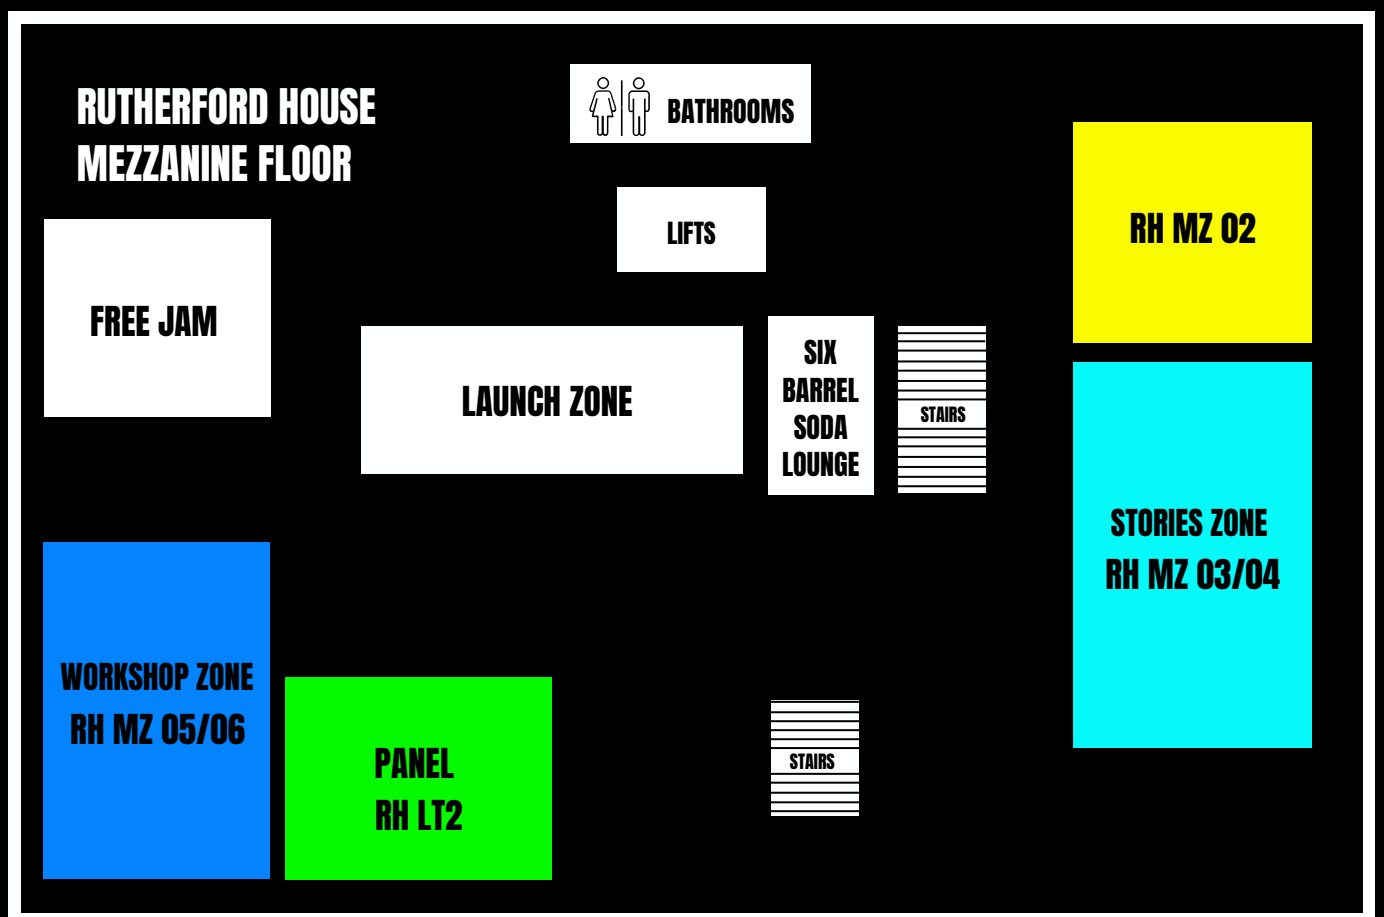 RUTHERFORD HOUSE
MEZZANINE FLOOR
BATHROOMS
LIFTS
RH MZ 02
FREE JAM
LAUNCH ZONE
SIX
BARREL
SODA
LOUNGE
STAIRS
STORIES ZONE
RH MZ 03/04
WORKSHOP ZONE
RH MZ 05/06
PANEL
RH LT2
STAIRS